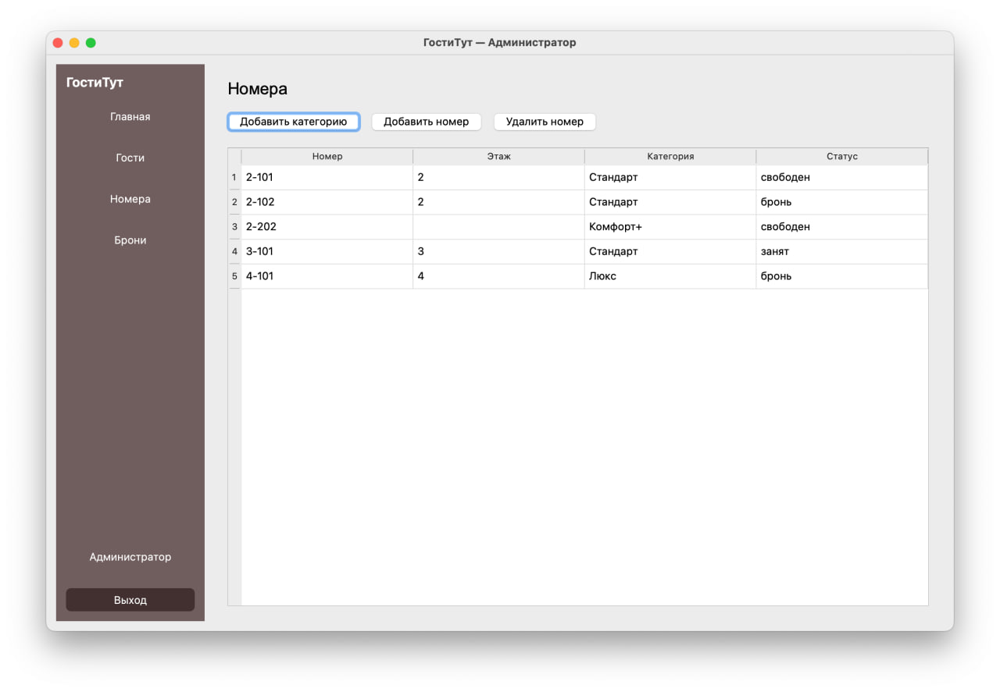 ГостиТут — Администратор
ГостиТут
Главная
Гости
Номера
Брони
Администратор
Выход
Номера
Добавить категорию Добавить номер Удалить номер
Номер Этаж Категория Статус
1 2-101 2 Стандарт свободен
2 2-102 2 Стандарт бронь
3 2-202 Комфорт+ свободен
4 3-101 3 Стандарт занят
5 4-101 4 Люкс бронь